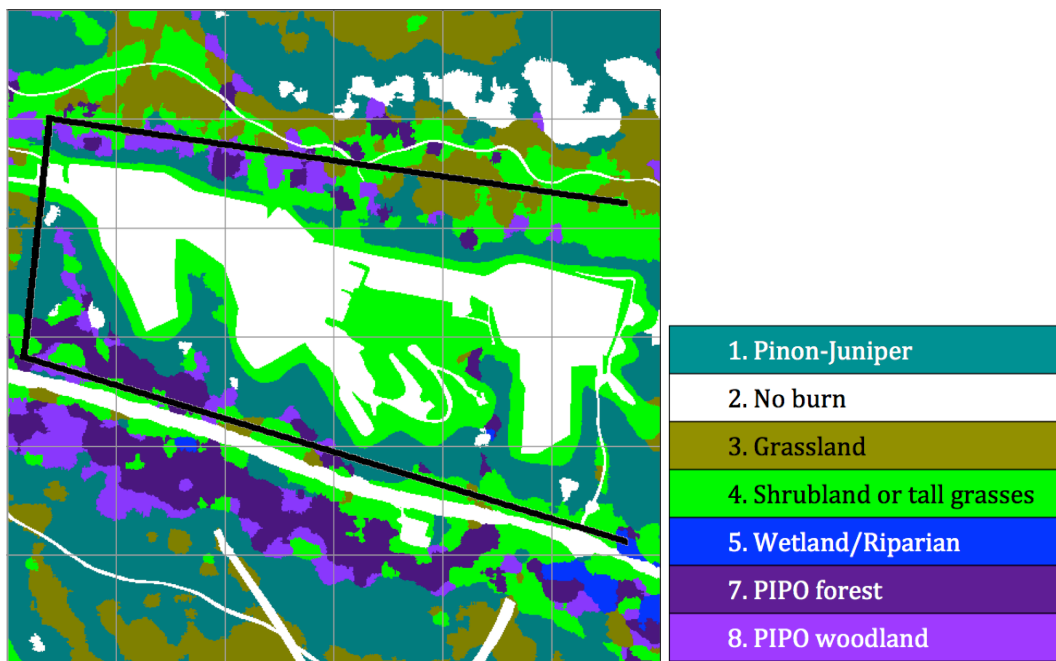 1. Pinon-Juniper
2. No burn
3. Grassland
4. Shrubland or tall grasses
5. Wetland/Riparian
7. PIPO forest
8. PIPO woodland